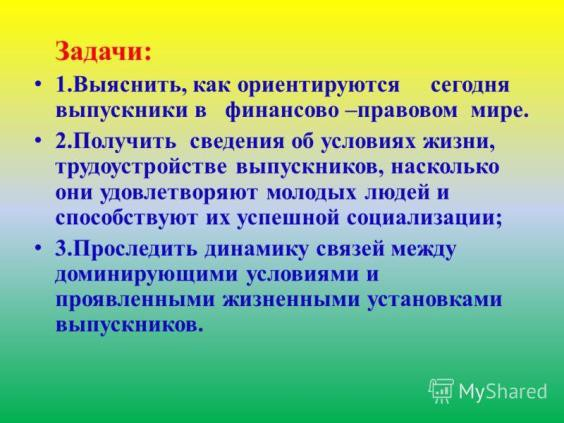 Задачи:
• 1.Выяснить, как ориентируются сегодня
выпускники в финансово –правовом мире.
• 2.Получить сведения об условиях жизни,
трудоустройстве выпускников, насколько
они удовлетворяют молодых людей и
способствуют их успешной социализации;
• 3.Проследить динамику связей между
доминирующими условиями и
проявленными жизненными установками
выпускников.
MyShared